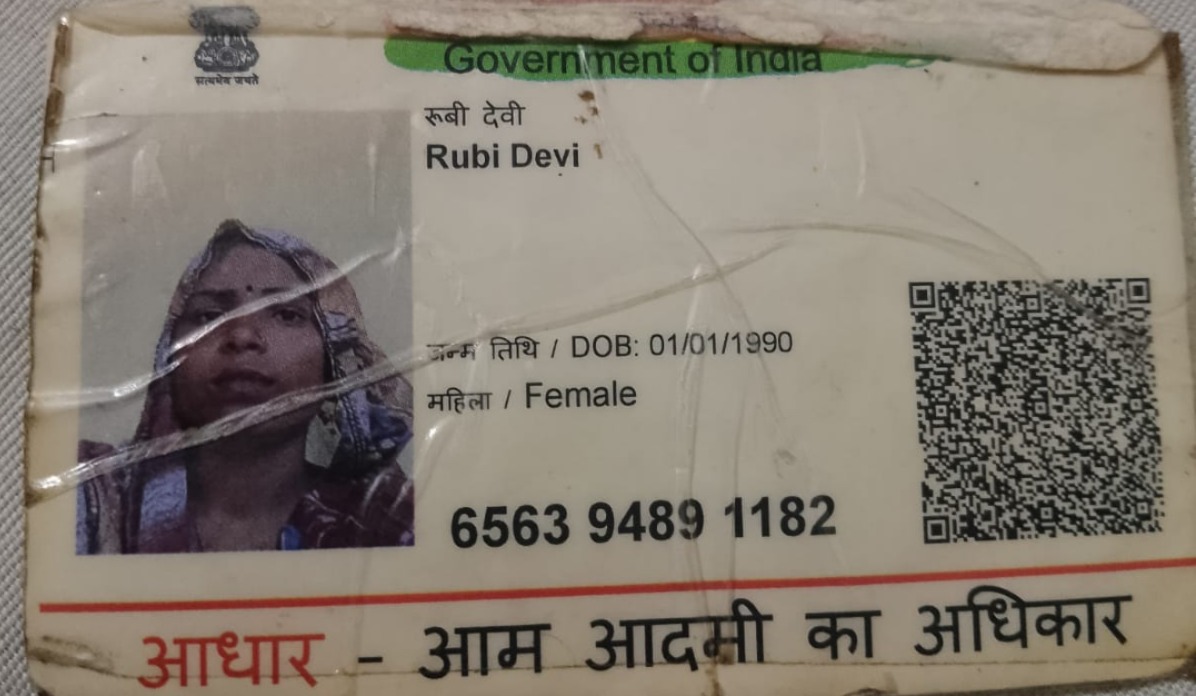 सत्यमेव जयते
Government of India
रूबी देवी
Rubi Devi
जन्म तिथि / DOB: 01/01/1990
महिला / Female
6563 9489 1182
आधार - आम आदमी का अधिकार